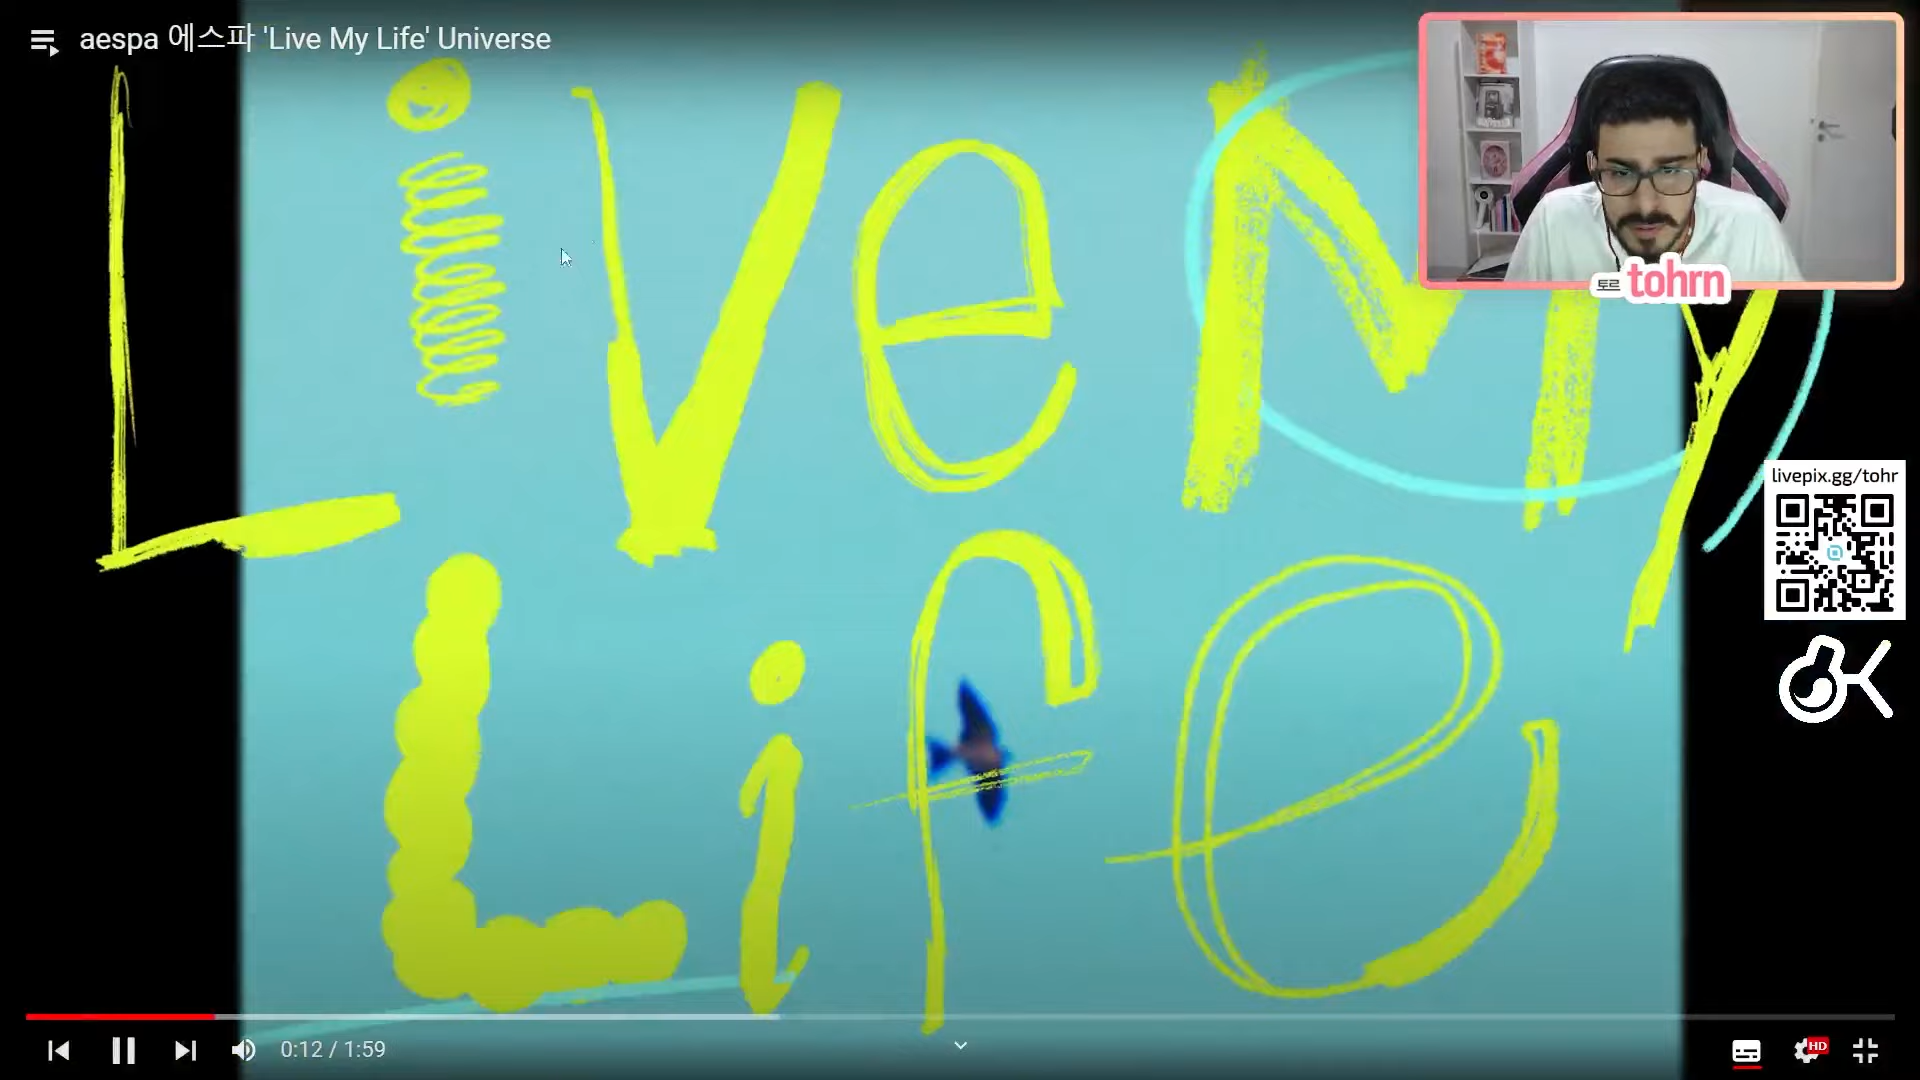 aespa 에스파 'Live My Life' Universe
Live My
Life
토르 tohrn
livepix.gg/tohr
0:12 / 1:59
HD